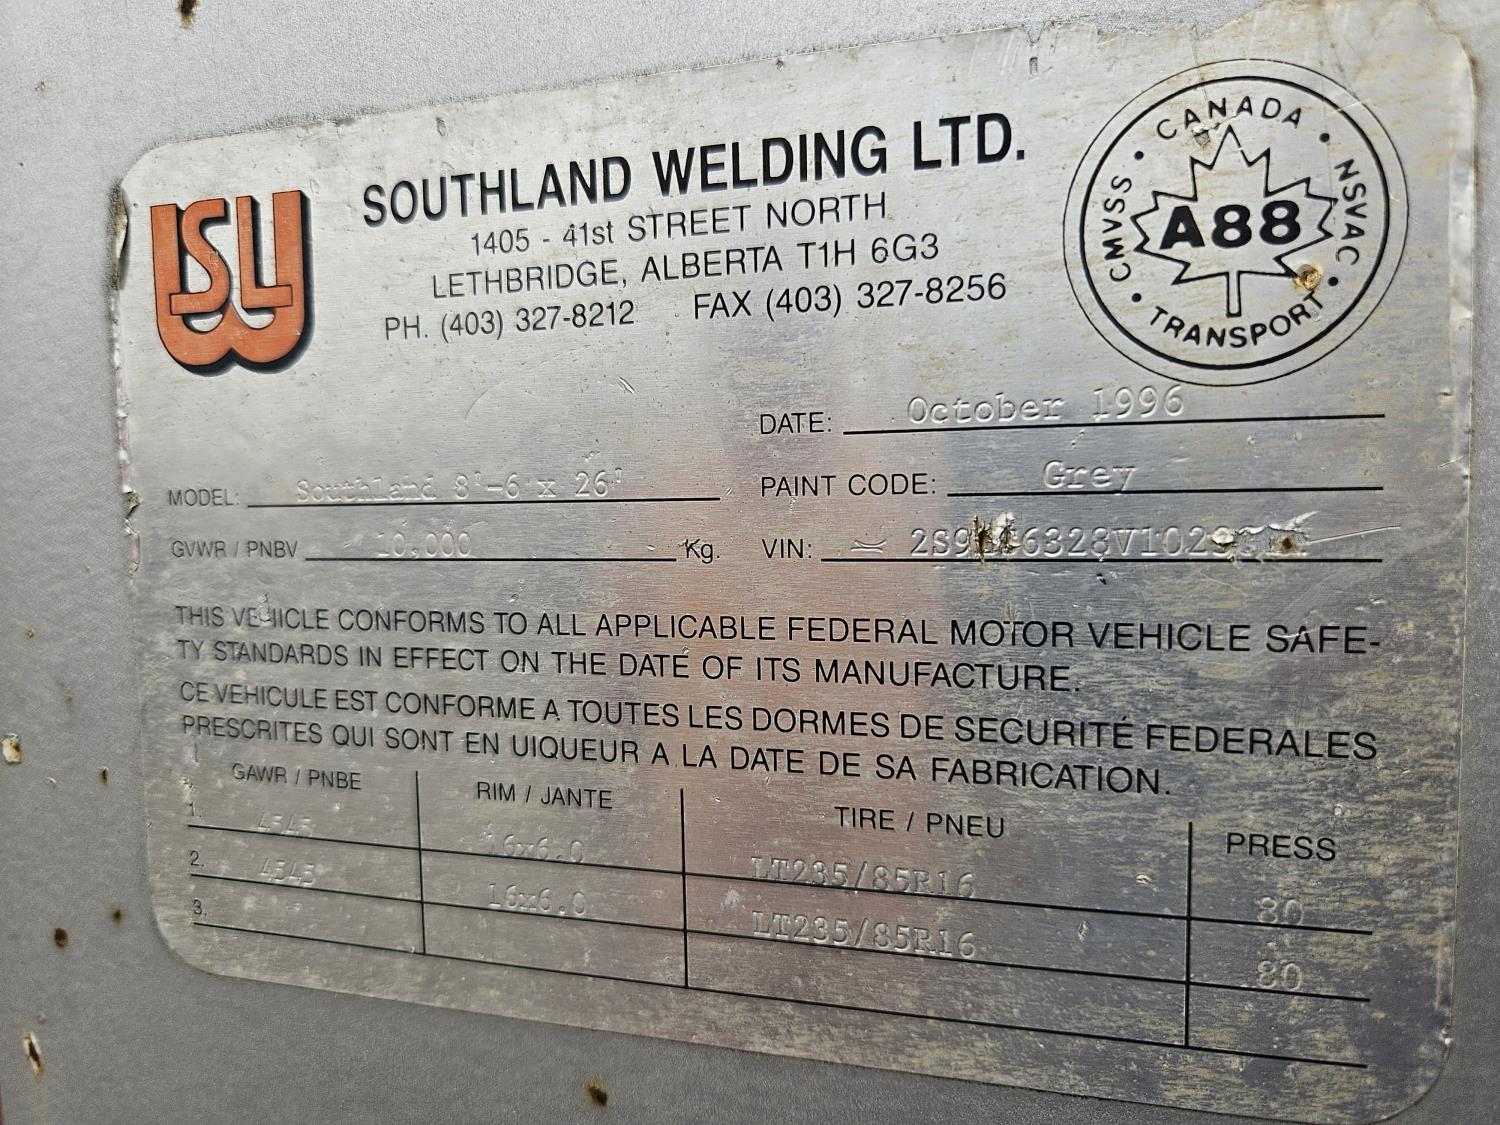 SLW
SOUTHLAND WELDING LTD.
1405 - 41st STREET NORTH
LETHBRIDGE, ALBERTA T1H 6G3
PH. (403) 327-8212 FAX (403) 327-8256
CANADA • NSVAC • TRANSPORT • CMVSS •
A88
DATE: October 1996
MODEL: Southland 8'-6 x 26'
PAINT CODE: Grey
GVWR / PNBV 10,000 Kg.
VIN:
THIS VEHICLE CONFORMS TO ALL APPLICABLE FEDERAL MOTOR VEHICLE SAFE-
TY STANDARDS IN EFFECT ON THE DATE OF ITS MANUFACTURE.
CE VEHICULE EST CONFORME A TOUTES LES DORMES DE SECURITÉ FEDERALES
PRESCRITES QUI SONT EN UIQUEUR A LA DATE DE SA FABRICATION.
GAWR / PNBE RIM / JANTE TIRE / PNEU PRESS
1. 4545 16x6.0 LT235/85R16 80
2. 4545 16x6.0 LT235/85R16 80
3.